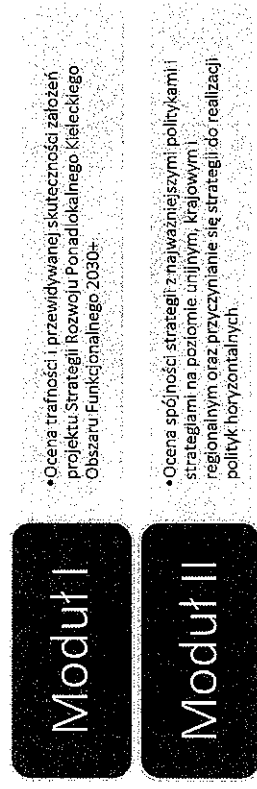 Moduł I
•Ocena trafności i przewidywanej skuteczności założeń
projektu Strategii Rozwoju Ponadlokalnego Kieleckiego
Obszaru Funkcjonalnego 2030+
Moduł II
•Ocena spójności strategii z najważniejszymi politykami i
strategiami na poziomie unijnym, krajowym i
regionalnym oraz przyczynianie się strategii do realizacji
polityk horyzontalnych